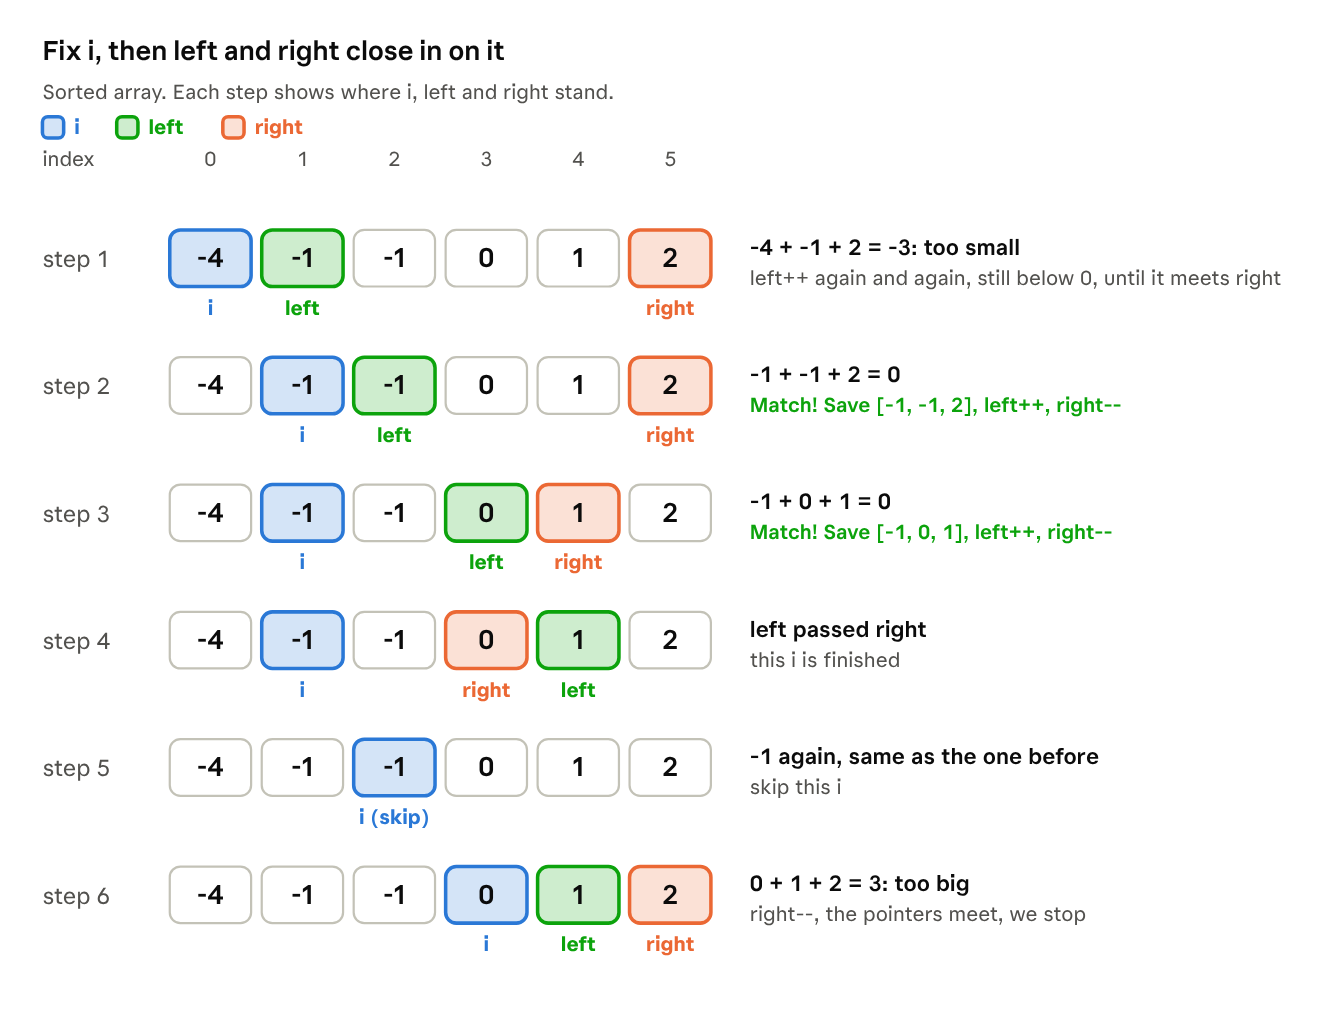 Fix i, then left and right close in on it
Sorted array. Each step shows where i, left and right stand.
i left right
index 0 1 2 3 4 5
step 1 -4 -1 -1 0 1 2 -4 + -1 + 2 = -3: too small
left++ again and again, still below 0, until it meets right
i left right
step 2 -4 -1 -1 0 1 2 -1 + -1 + 2 = 0
Match! Save [-1, -1, 2], left++, right--
i left right
step 3 -4 -1 -1 0 1 2 -1 + 0 + 1 = 0
Match! Save [-1, 0, 1], left++, right--
i left right
step 4 -4 -1 -1 0 1 2 left passed right
this i is finished
i right left
step 5 -4 -1 -1 0 1 2 -1 again, same as the one before
skip this i
i (skip)
step 6 -4 -1 -1 0 1 2 0 + 1 + 2 = 3: too big
right--, the pointers meet, we stop
i left right